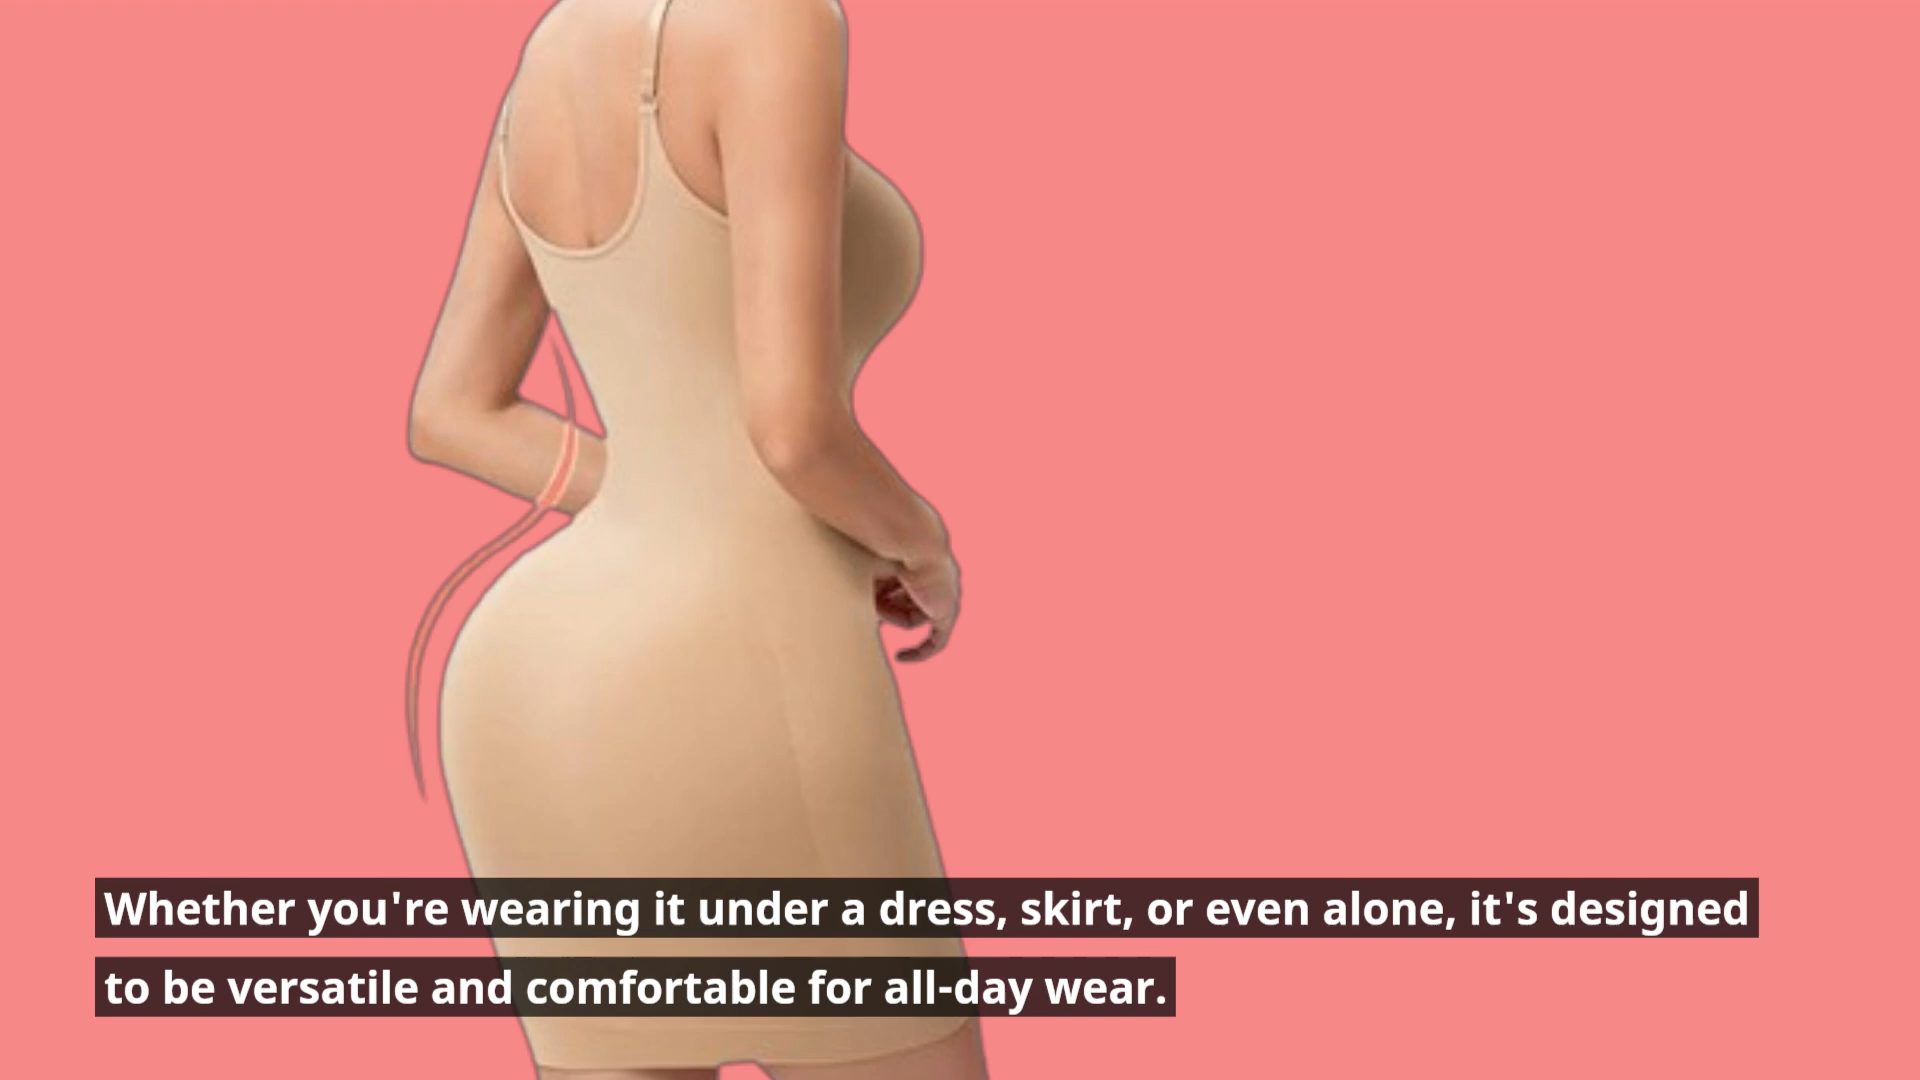 Whether you're wearing it under a dress, skirt, or even alone, it's designed
to be versatile and comfortable for all-day wear.